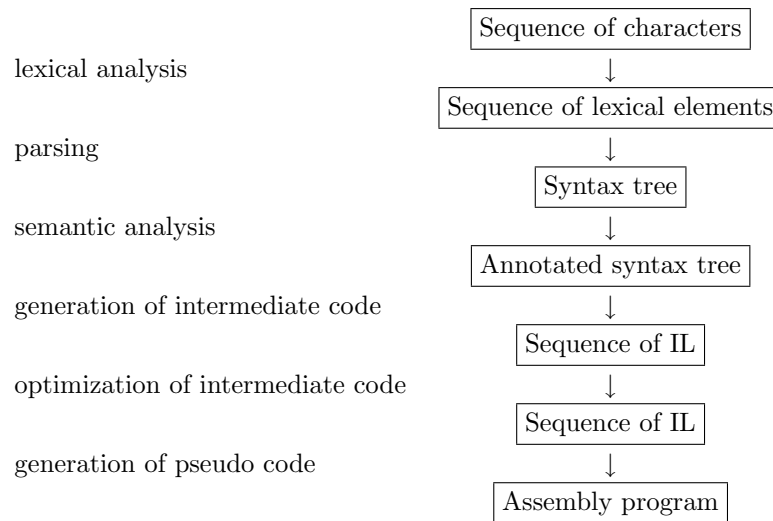 Sequence of characters
lexical analysis ↓
Sequence of lexical elements
parsing ↓
Syntax tree
semantic analysis ↓
Annotated syntax tree
generation of intermediate code ↓
Sequence of IL
optimization of intermediate code ↓
Sequence of IL
generation of pseudo code ↓
Assembly program